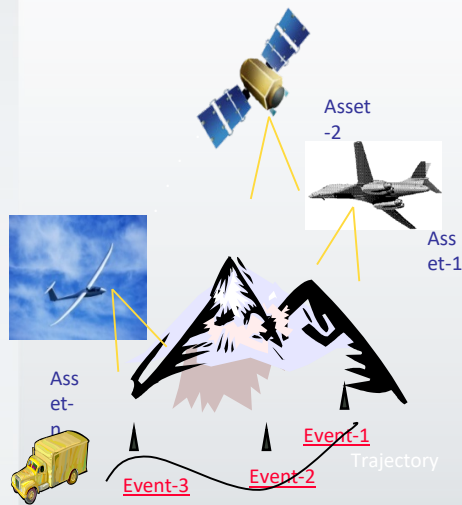 Asset
-2
Ass
et-1
Ass
et-n
Event-1
Trajectory
Event-2
Event-3